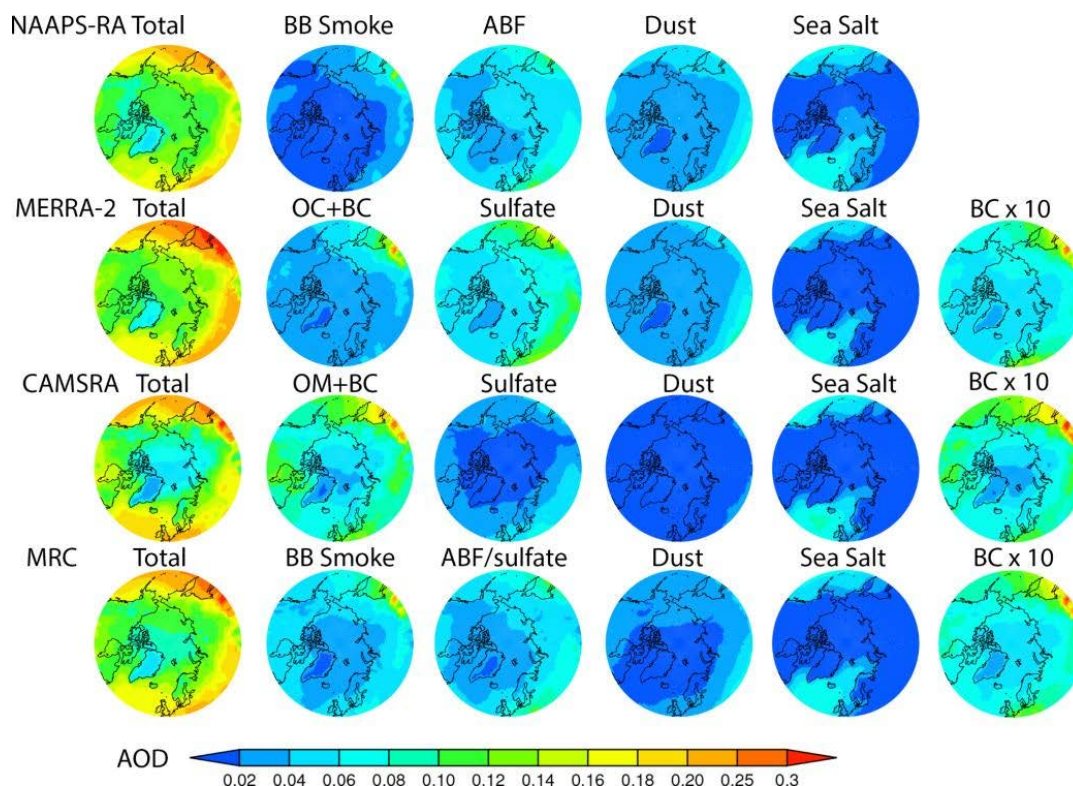 NAAPS-RA Total BB Smoke ABF Dust Sea Salt
MERRA-2 Total OC+BC Sulfate Dust Sea Salt BC x 10
CAMSRA Total OM+BC Sulfate Dust Sea Salt BC x 10
MRC Total BB Smoke ABF/sulfate Dust Sea Salt BC x 10
AOD
0.02 0.04 0.06 0.08 0.10 0.12 0.14 0.16 0.18 0.20 0.25 0.3